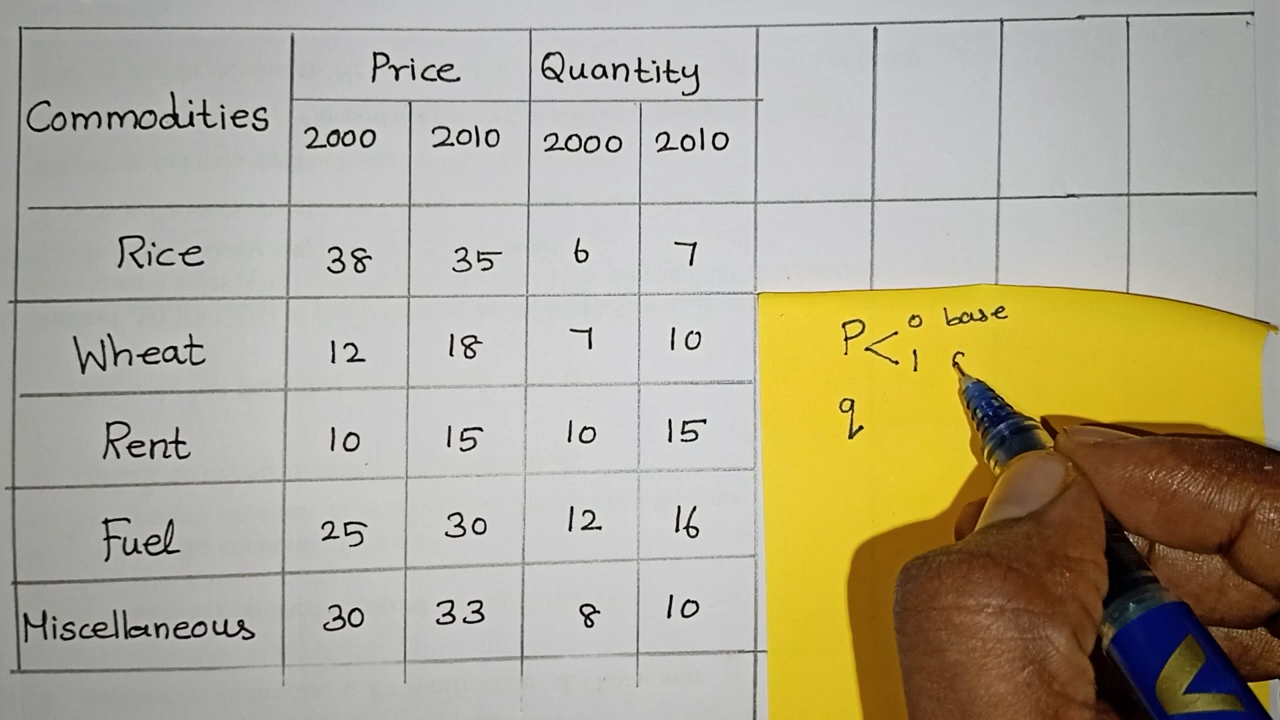 Commodities Price Quantity
2000 2010 2000 2010
Rice 38 35 6 7
Wheat 12 18 7 10
Rent 10 15 10 15
Fuel 25 30 12 16
Miscellaneous 30 33 8 10
P < 0 base
1
q